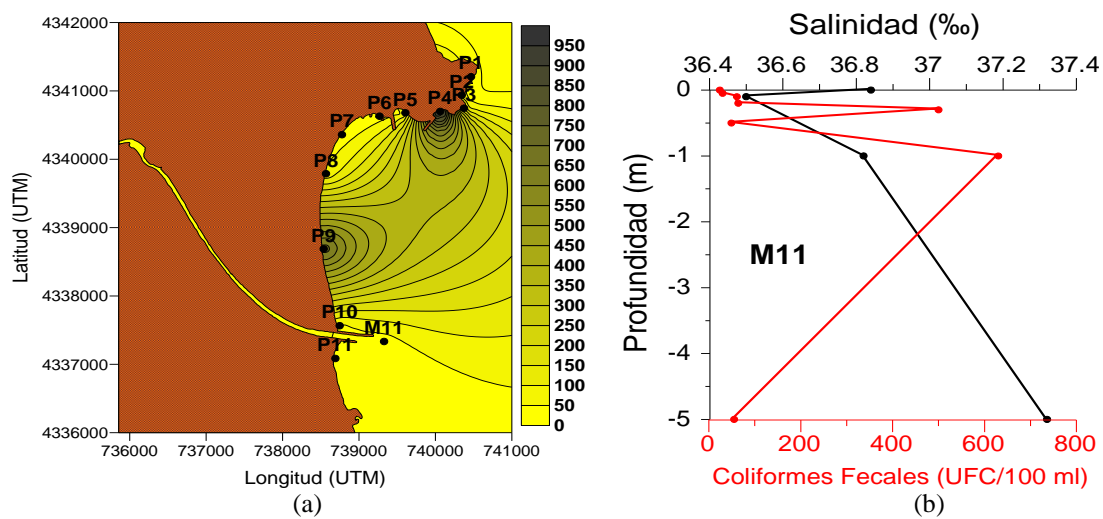 4342000
4341000
4340000
4339000
4338000
4337000
4336000
Latitud (UTM)
736000 737000 738000 739000 740000 741000
Longitud (UTM)
P1
P2
P3
P4
P5
P6
P7
P8
P9
P10
M11
P11
950
900
850
800
750
700
650
600
550
500
450
400
350
300
250
200
150
100
50
0
(a)
Salinidad (‰)
36.4 36.6 36.8 37 37.2 37.4
0
-1
-2
-3
-4
-5
Profundidad (m)
M11
0 200 400 600 800
Coliformes Fecales (UFC/100 ml)
(b)